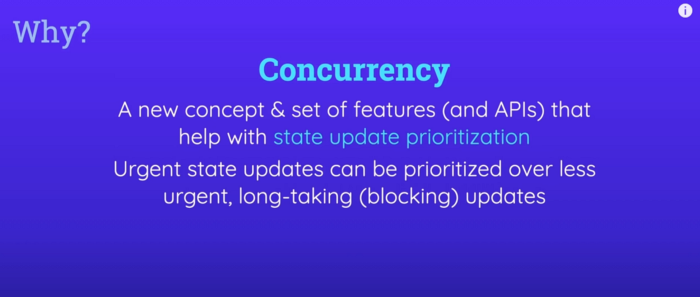 Why?
Concurrency
A new concept & set of features (and APIs) that
help with state update prioritization
Urgent state updates can be prioritized over less
urgent, long-taking (blocking) updates